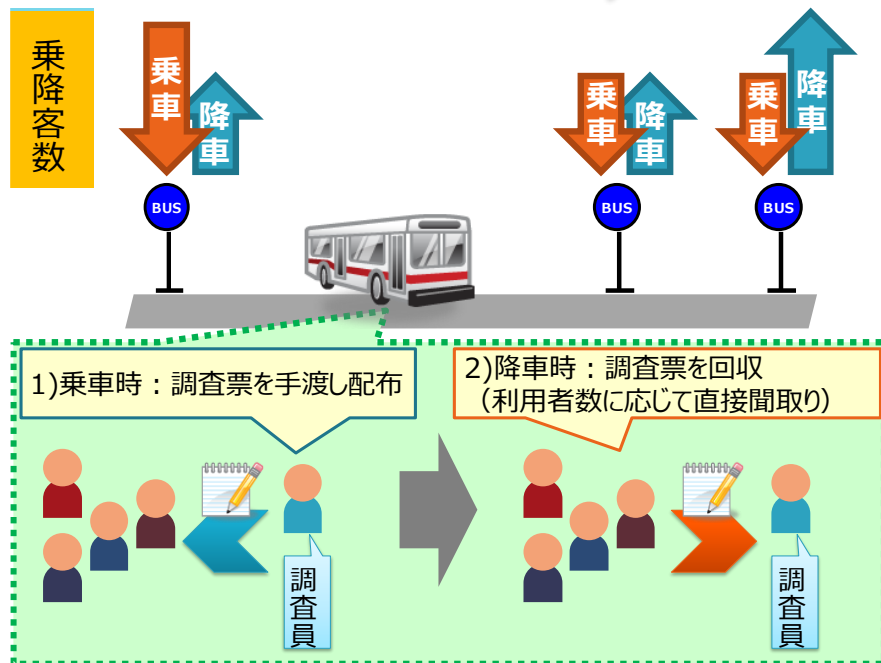 乗降客数
乗車
降車
乗車
降車
乗車
降車
BUS
BUS
BUS
1)乗車時：調査票を手渡し配布
2)降車時：調査票を回収
（利用者数に応じて直接聞取り）
調査員
調査員